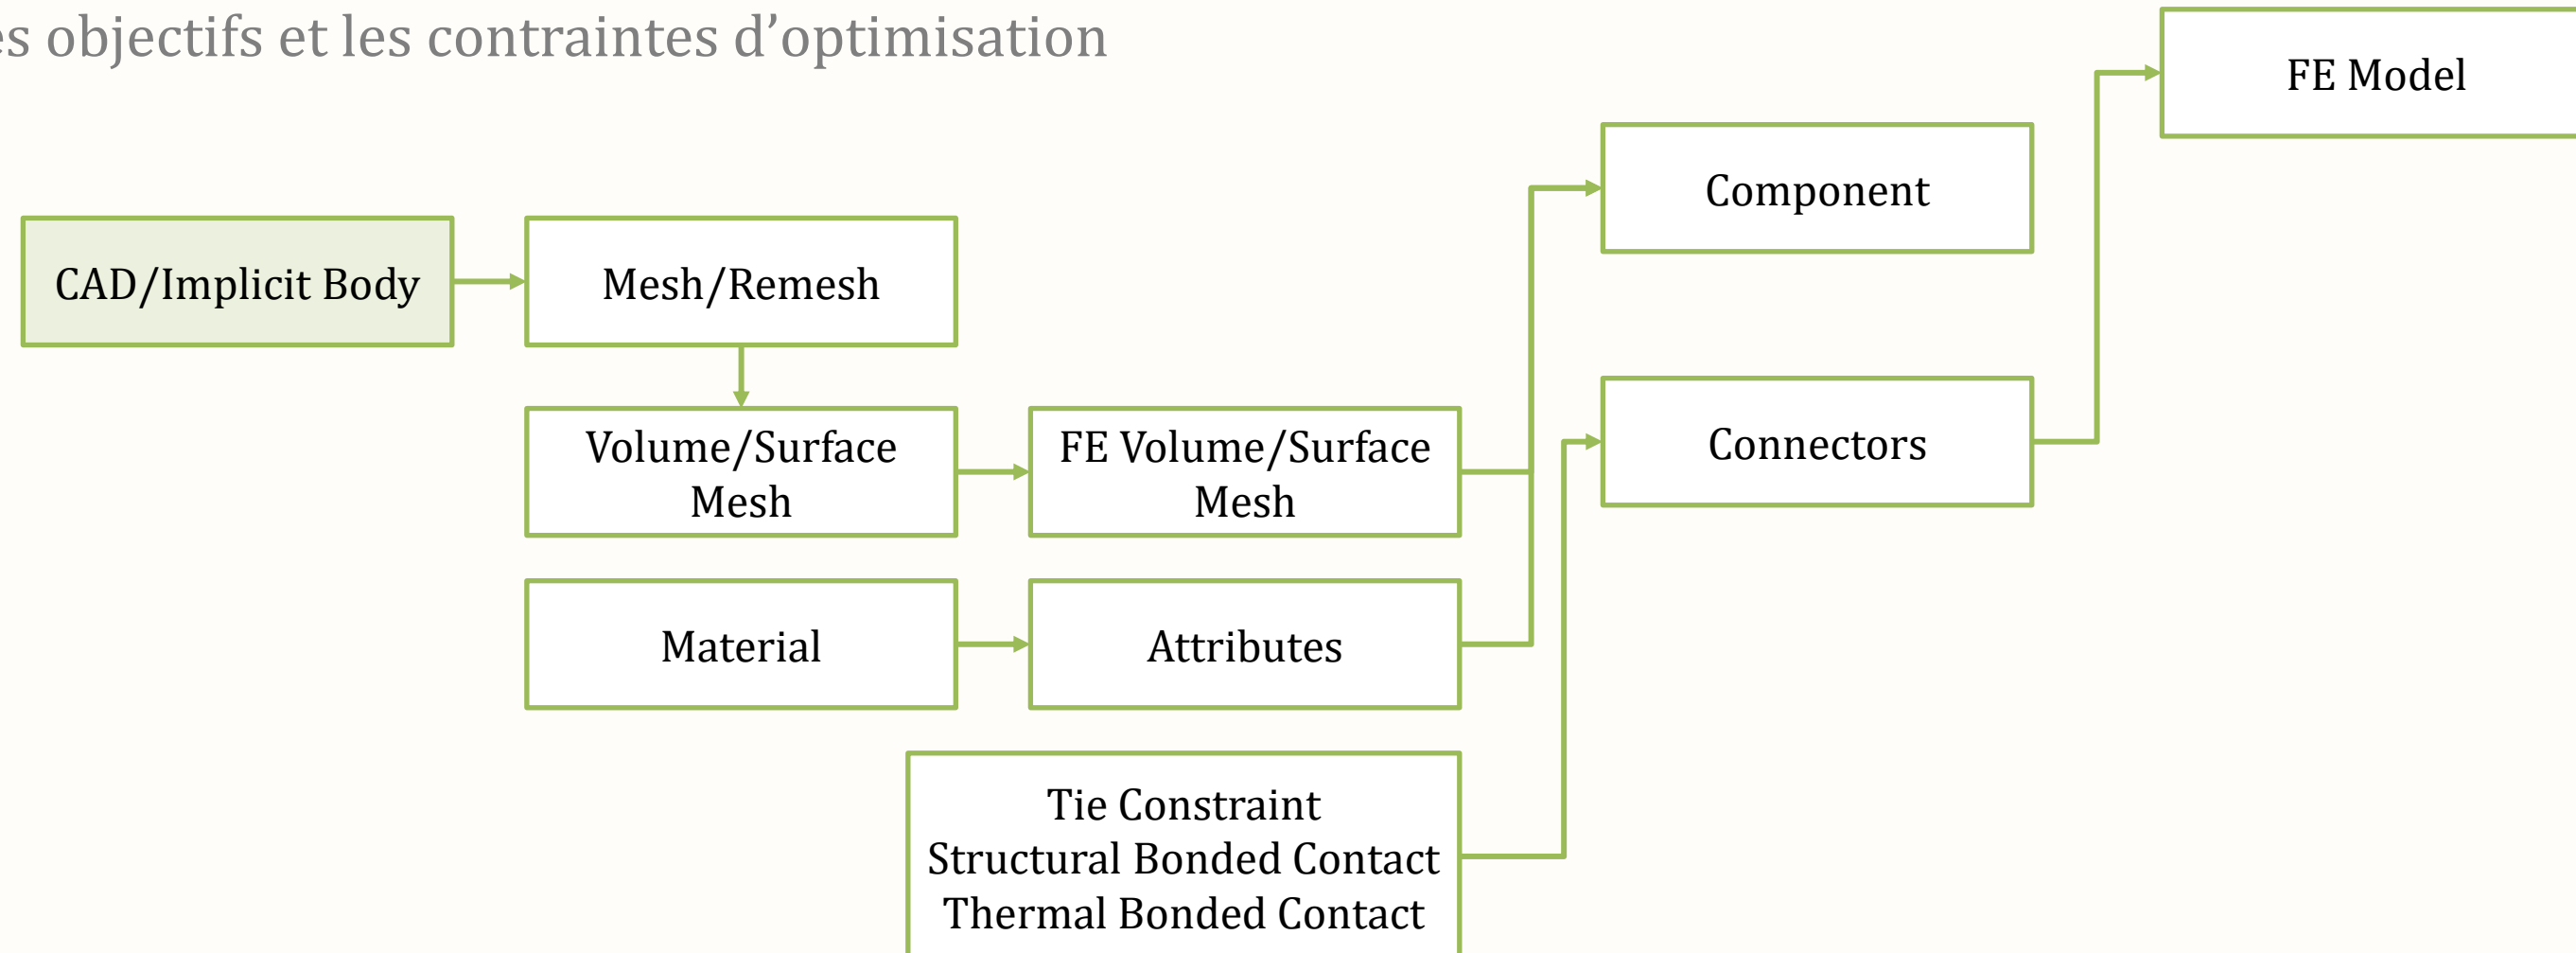 es objectifs et les contraintes d’optimisation
FE Model
Component
CAD/Implicit Body
Mesh/Remesh
Volume/Surface
Mesh
FE Volume/Surface
Mesh
Connectors
Material
Attributes
Tie Constraint
Structural Bonded Contact
Thermal Bonded Contact